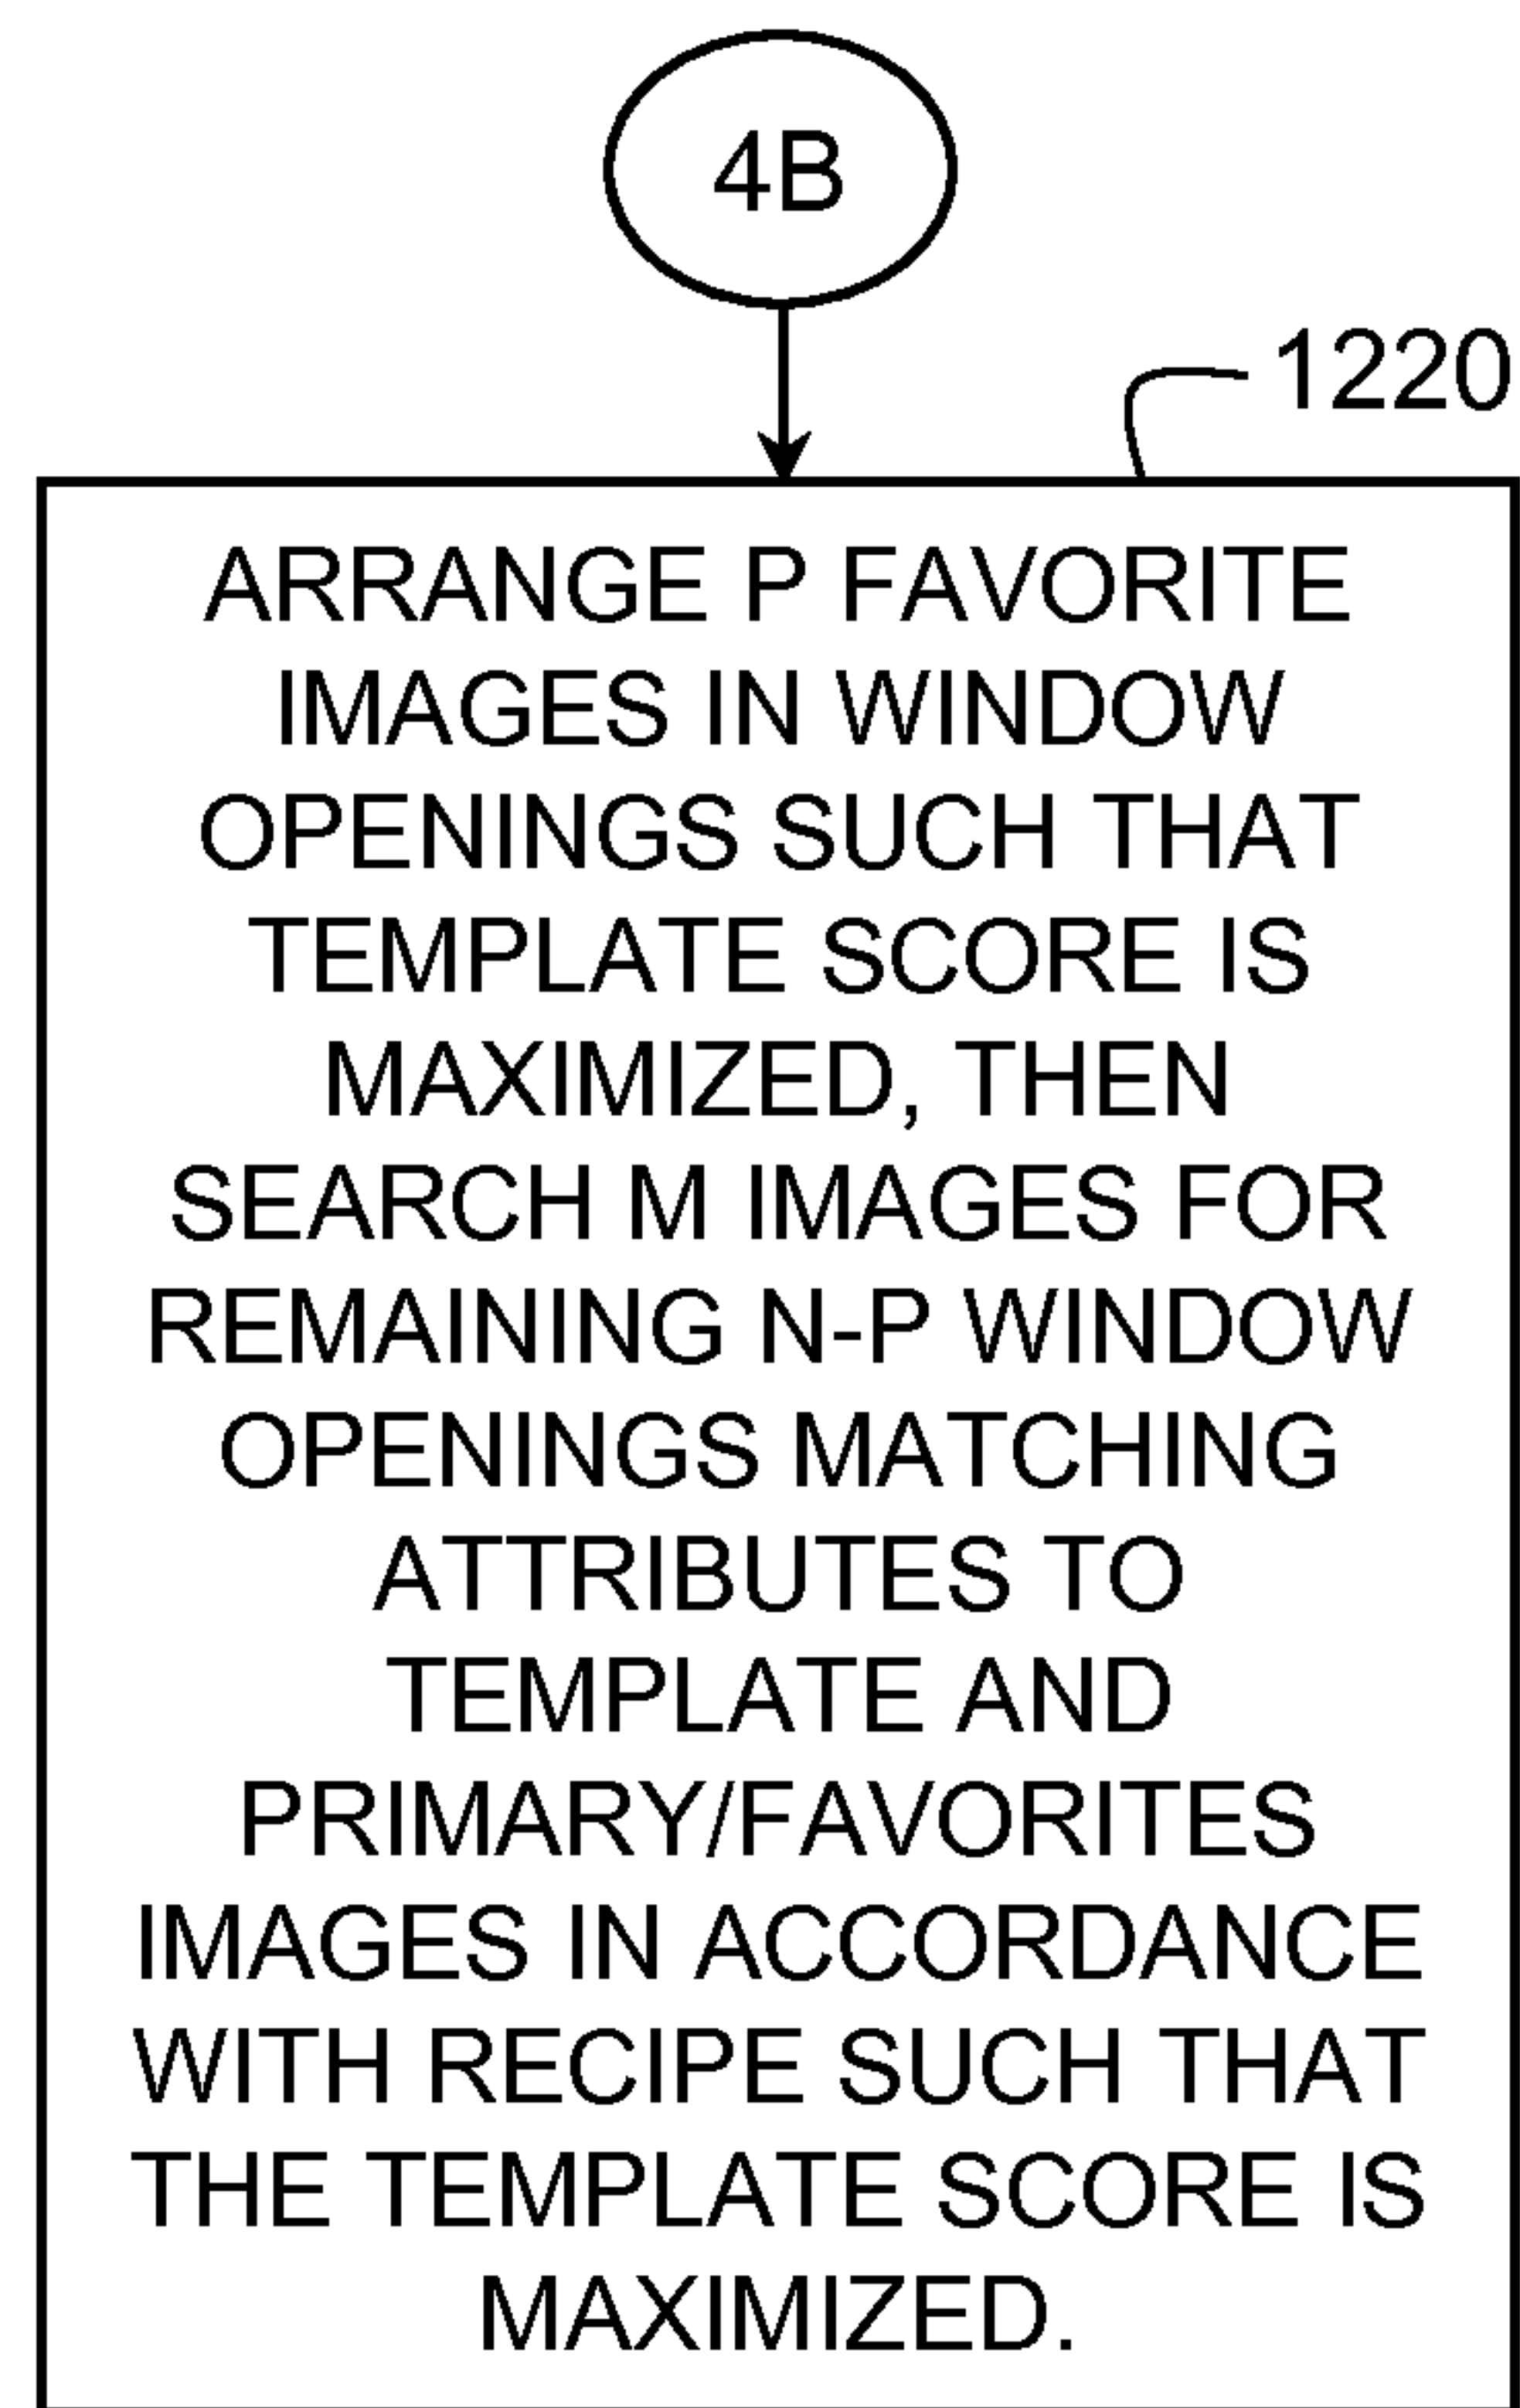 4B
1220
ARRANGE P FAVORITE
IMAGES IN WINDOW
OPENINGS SUCH THAT
TEMPLATE SCORE IS
MAXIMIZED, THEN
SEARCH M IMAGES FOR
REMAINING N-P WINDOW
OPENINGS MATCHING
ATTRIBUTES TO
TEMPLATE AND
PRIMARY/FAVORITES
IMAGES IN ACCORDANCE
WITH RECIPE SUCH THAT
THE TEMPLATE SCORE IS
MAXIMIZED.